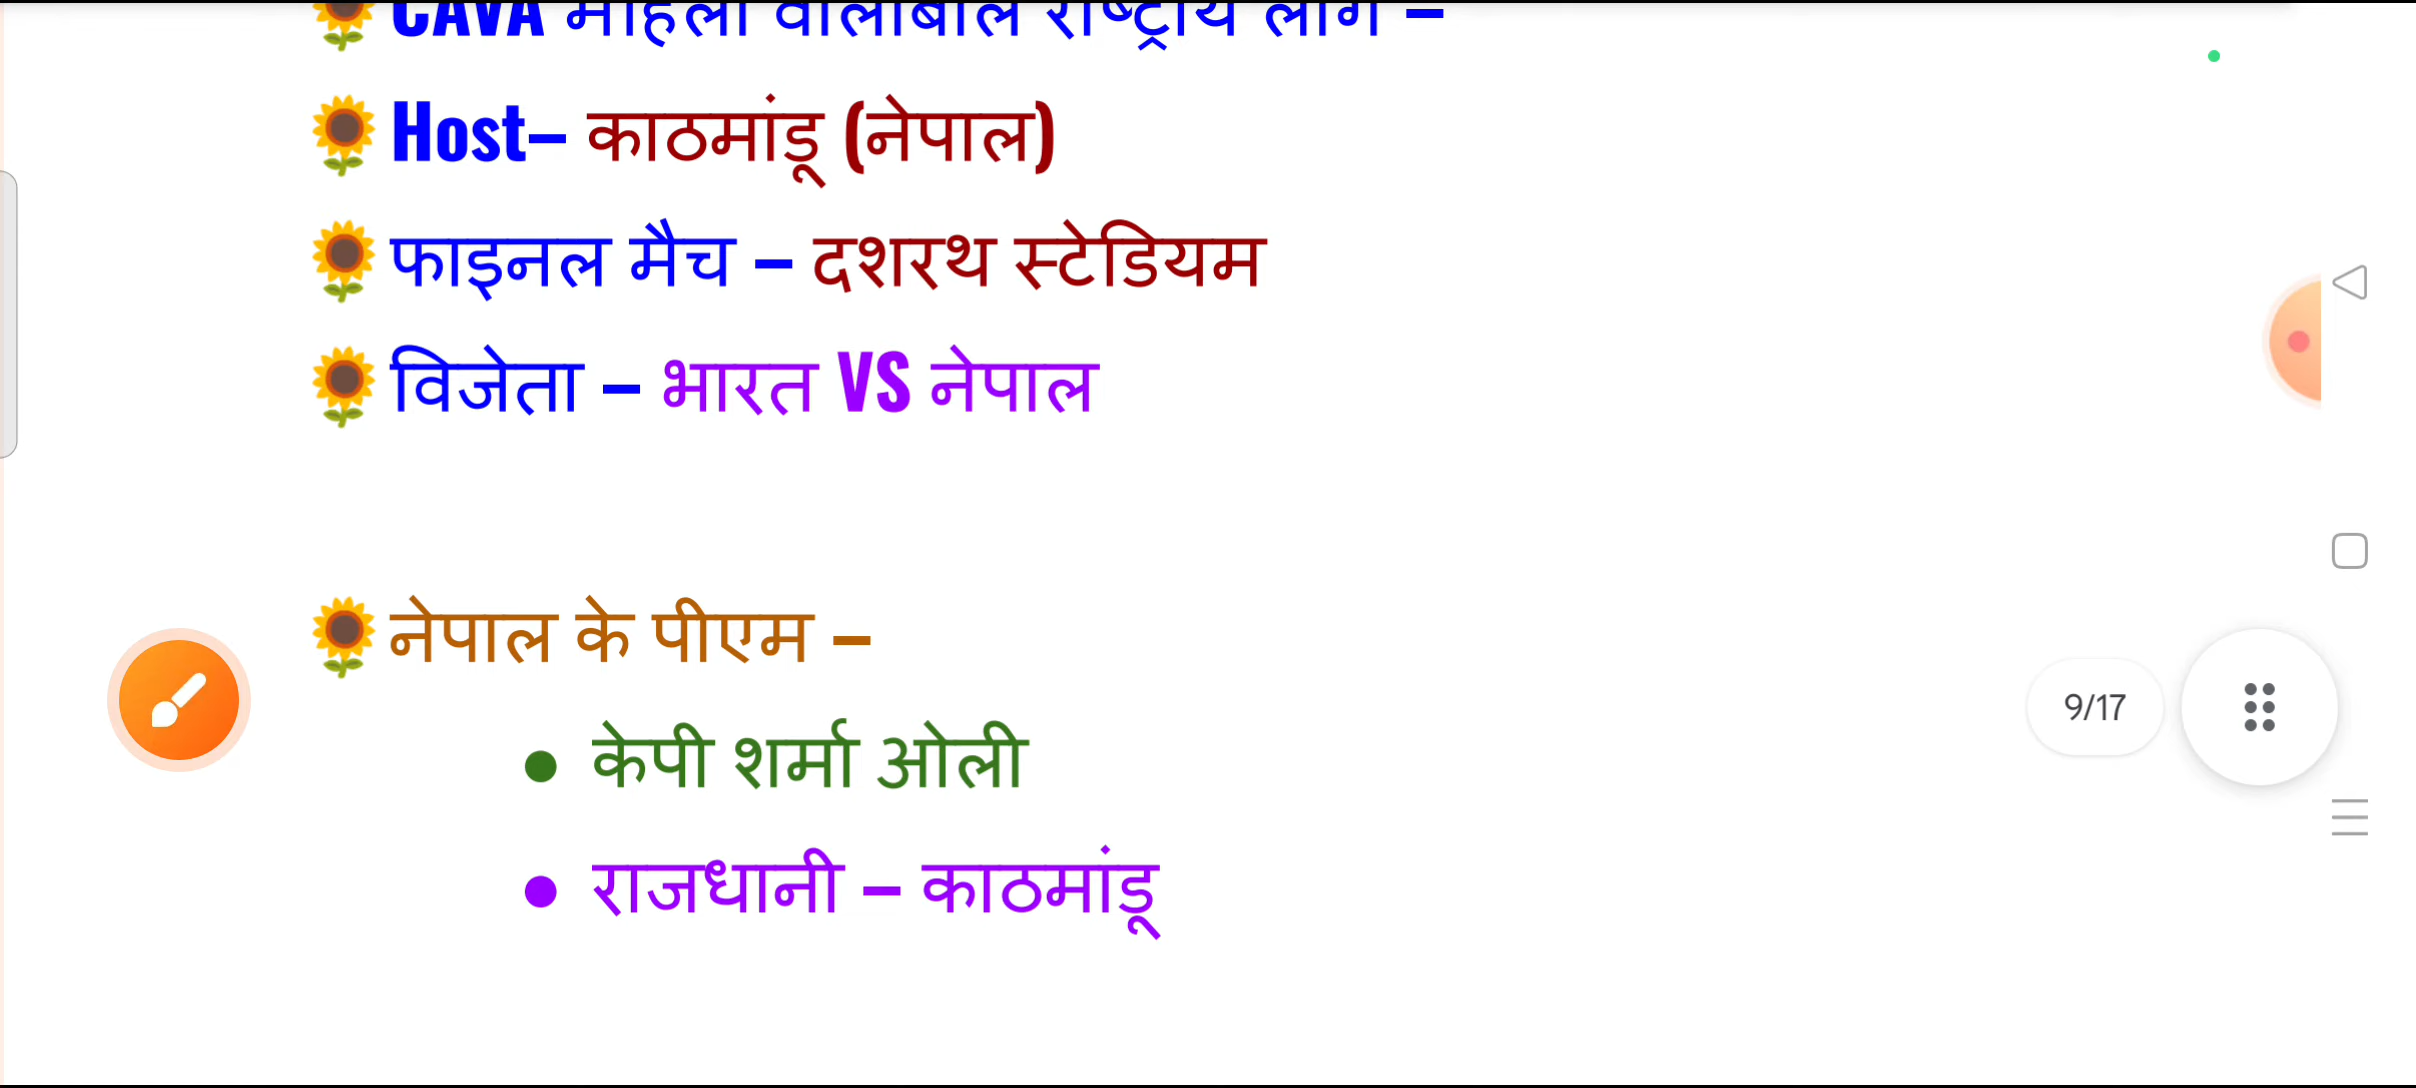 CAVA महिला वॉलीबॉल राष्ट्रीय लीग –
Host– काठमांडू (नेपाल)
फाइनल मैच – दशरथ स्टेडियम
विजेता – भारत VS नेपाल
नेपाल के पीएम –
● केपी शर्मा ओली
● राजधानी – काठमांडू
9/17